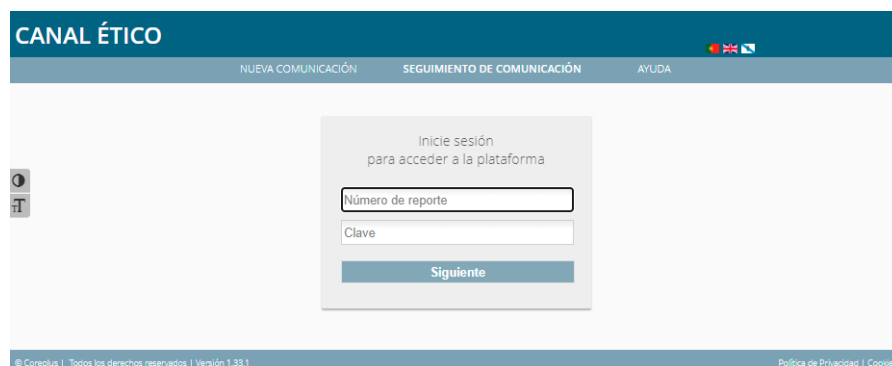 CANAL ÉTICO
NUEVA COMUNICACIÓN SEGUIMIENTO DE COMUNICACIÓN AYUDA
Inicie sesión
para acceder a la plataforma
Número de reporte
Clave
Siguiente
© Coreplus | Todos los derechos reservados | Versión 1.33.1 Política de Privacidad | Cookie